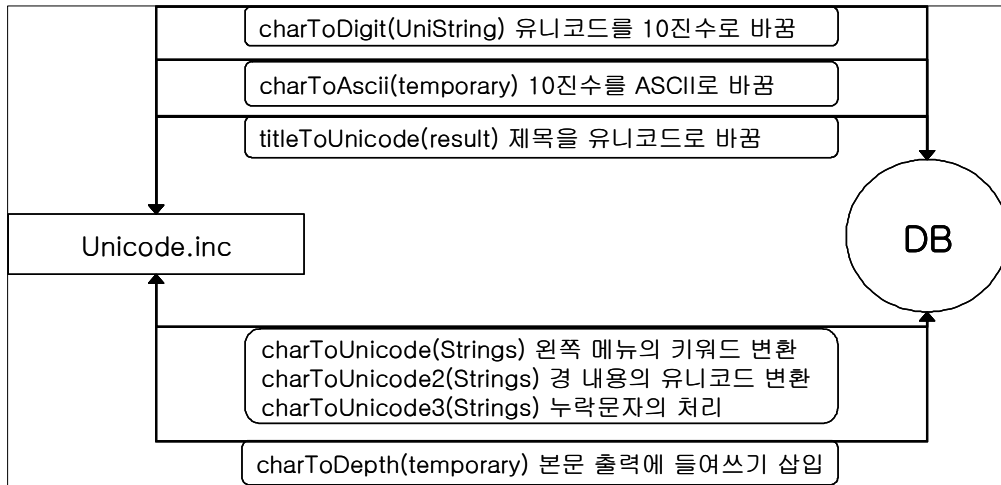 charToDigit(UniString) 유니코드를 10진수로 바꿈
charToAscii(temporary) 10진수를 ASCII로 바꿈
titleToUnicode(result) 제목을 유니코드로 바꿈
Unicode.inc
DB
charToUnicode(Strings) 왼쪽 메뉴의 키워드 변환
charToUnicode2(Strings) 경 내용의 유니코드 변환
charToUnicode3(Strings) 누락문자의 처리
charToDepth(temporary) 본문 출력에 들여쓰기 삽입